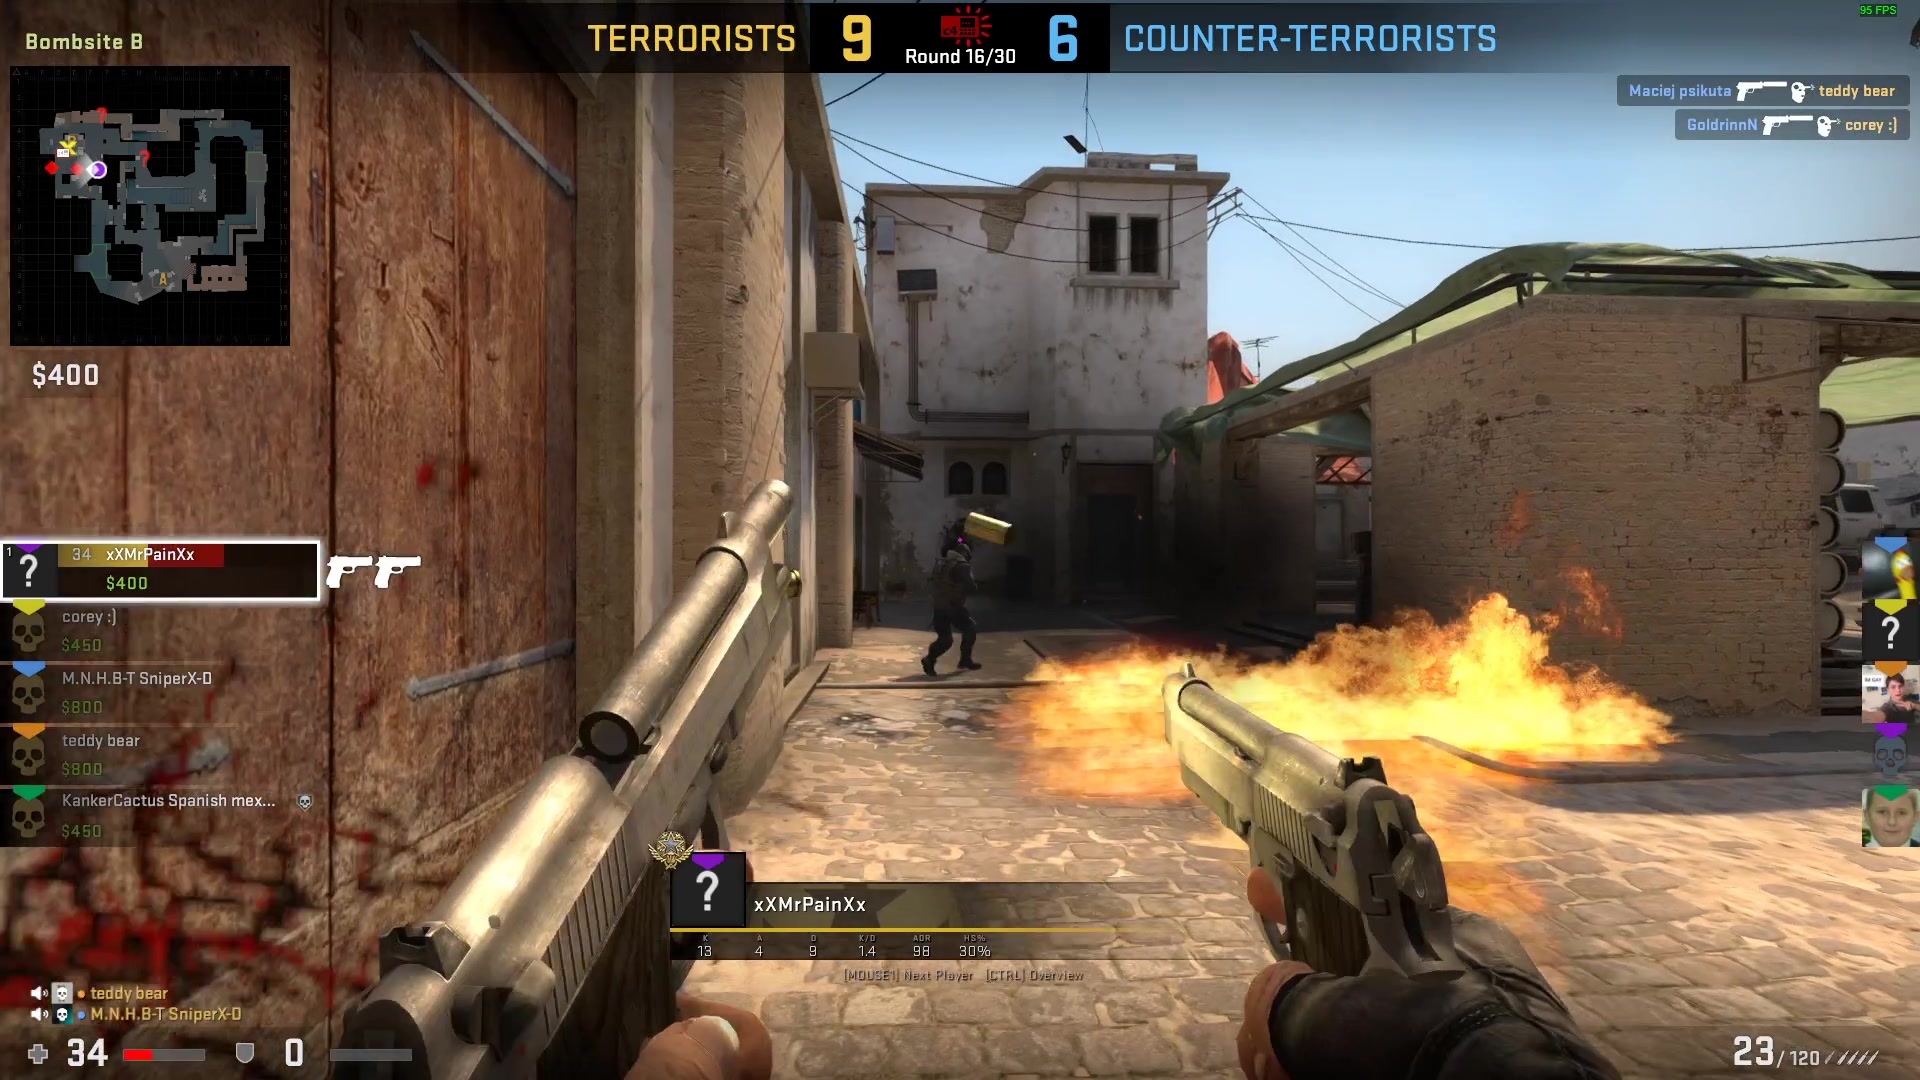 95 FPS
TERRORISTS 9 6 COUNTER-TERRORISTS
Round 16/30
Bombsite B
Maciej psikuta teddy bear
GoldrinnN corey :)
? ?
A
$400
1 ? 34 xXMrPainXx
$400
corey :)
$450
M.N.H.B-T SniperX-D
$800
teddy bear
$800
KankerCactus Spanish mex...
$450
?
? xXMrPainXx
K A D K/D ADR HS%
13 4 9 1.4 98 30%
[MOUSE1] Next Player [CTRL] Overview
teddy bear
M.N.H.B-T SniperX-D
34 0
23 / 120